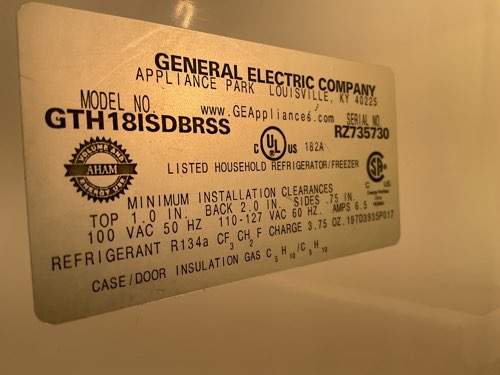 GENERAL ELECTRIC COMPANY
APPLIANCE PARK LOUISVILLE, KY 40225
MODEL NO. www.GEAppliances.com SERIAL NO.
GTH18ISDBRSS RZ735730
C UL US 182A
AHAM
LISTED HOUSEHOLD REFRIGERATOR/FREEZER
C US
MINIMUM INSTALLATION CLEARANCES
TOP 1.0 IN. BACK 2.0 IN. SIDES .75 IN.
100 VAC 50 HZ 110-127 VAC 60 HZ. AMPS 6.5
REFRIGERANT R134a CF3CH2F CHARGE 3.75 OZ. 197D3935P017
CASE/DOOR INSULATION GAS C5H10/C5H10